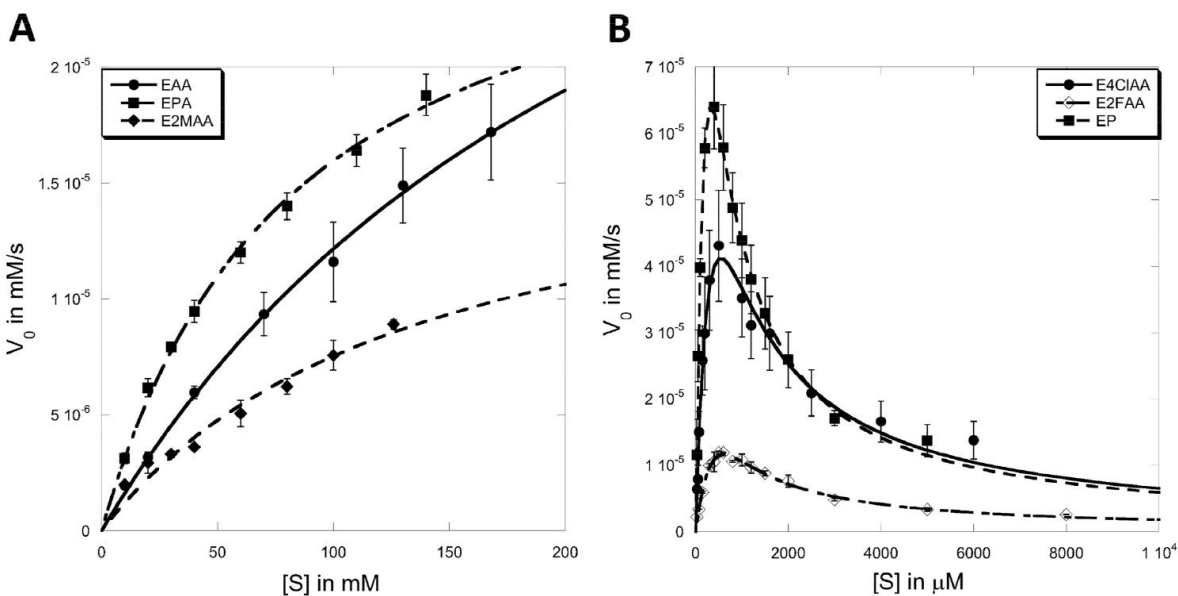 A
V0 in mM/s
2 10-5
1.5 10-5
1 10-5
5 10-6
0
EAA
EPA
E2MAA
0 50 100 150 200
[S] in mM
B
V0 in mM/s
7 10-5
6 10-5
5 10-5
4 10-5
3 10-5
2 10-5
1 10-5
0
E4ClAA
E2FAA
EP
0 2000 4000 6000 8000 1 104
[S] in μM